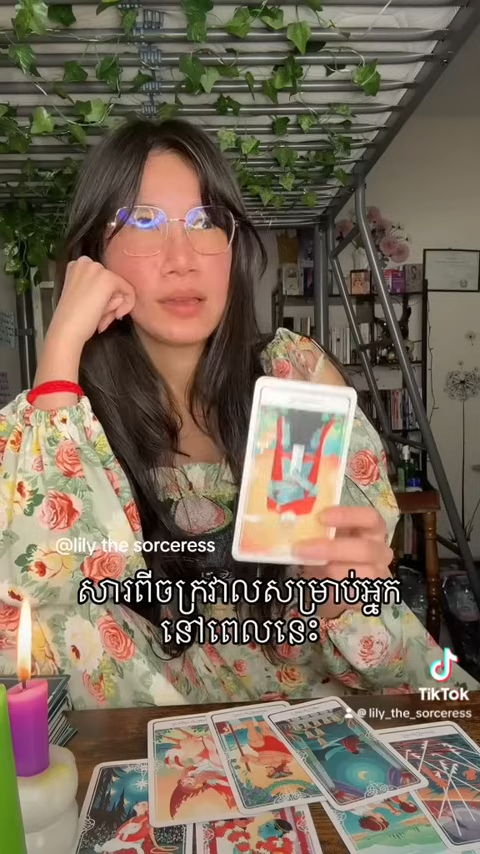 @lily the sorceress
សារពីចក្រវាលសម្រាប់អ្នក
នៅពេលនេះ
TikTok
@lily_the_sorceress